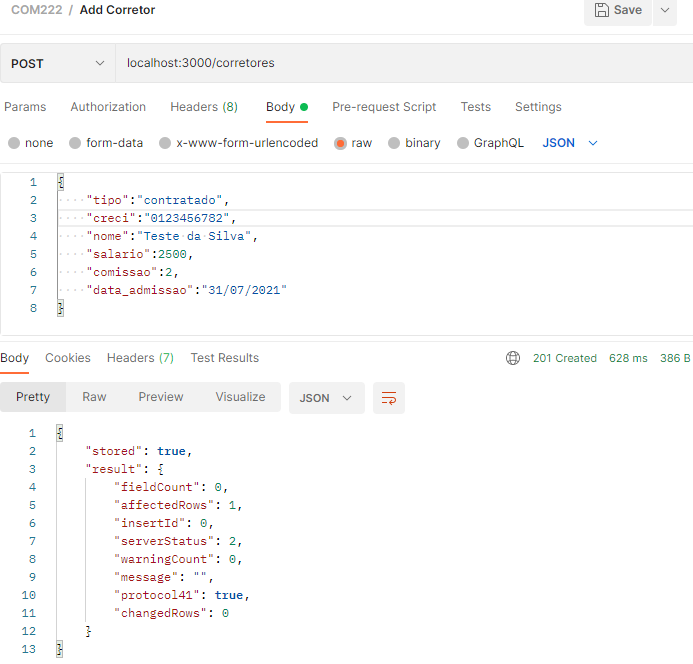 COM222 / Add Corretor
Save
POST
localhost:3000/corretores
Params Authorization Headers (8) Body Pre-request Script Tests Settings
none form-data x-www-form-urlencoded raw binary GraphQL JSON
1 {
2 ····"tipo":"contratado",
3 ····"creci":"0123456782",
4 ····"nome":"Teste·da·Silva",
5 ····"salario":2500,
6 ····"comissao":2,
7 ····"data_admissao":"31/07/2021"
8 }
Body Cookies Headers (7) Test Results 201 Created 628 ms 386 B
Pretty Raw Preview Visualize JSON
1 {
2 "stored": true,
3 "result": {
4 "fieldCount": 0,
5 "affectedRows": 1,
6 "insertId": 0,
7 "serverStatus": 2,
8 "warningCount": 0,
9 "message": "",
10 "protocol41": true,
11 "changedRows": 0
12 }
13 }